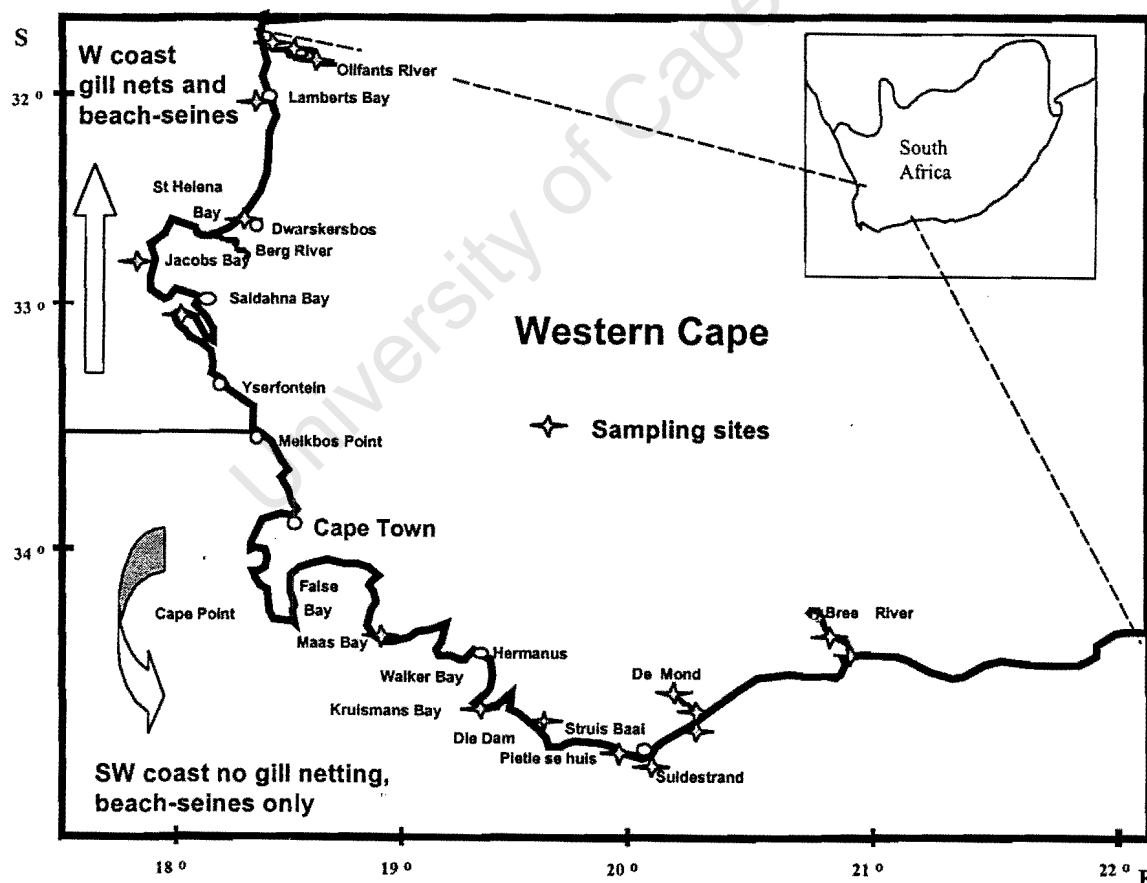 S
W coast
gill nets and
beach-seines
Olifants River
32 º
Lamberts Bay
St Helena
Bay
Dwarskersbos
Berg River
Jacobs Bay
Saldahna Bay
33 º
South
Africa
Western Cape
Yserfontein
Sampling sites
Melkbos Point
Cape Town
34 º
False
Bay
Cape Point
Maas Bay
Bree River
Hermanus
Walker Bay
De Mond
Kruismans Bay
Struis Baai
Die Dam
Pietie se huis
Suidestrand
SW coast no gill netting,
beach-seines only
18 º
19 º
20 º
21 º
22 º
E
University of Cape